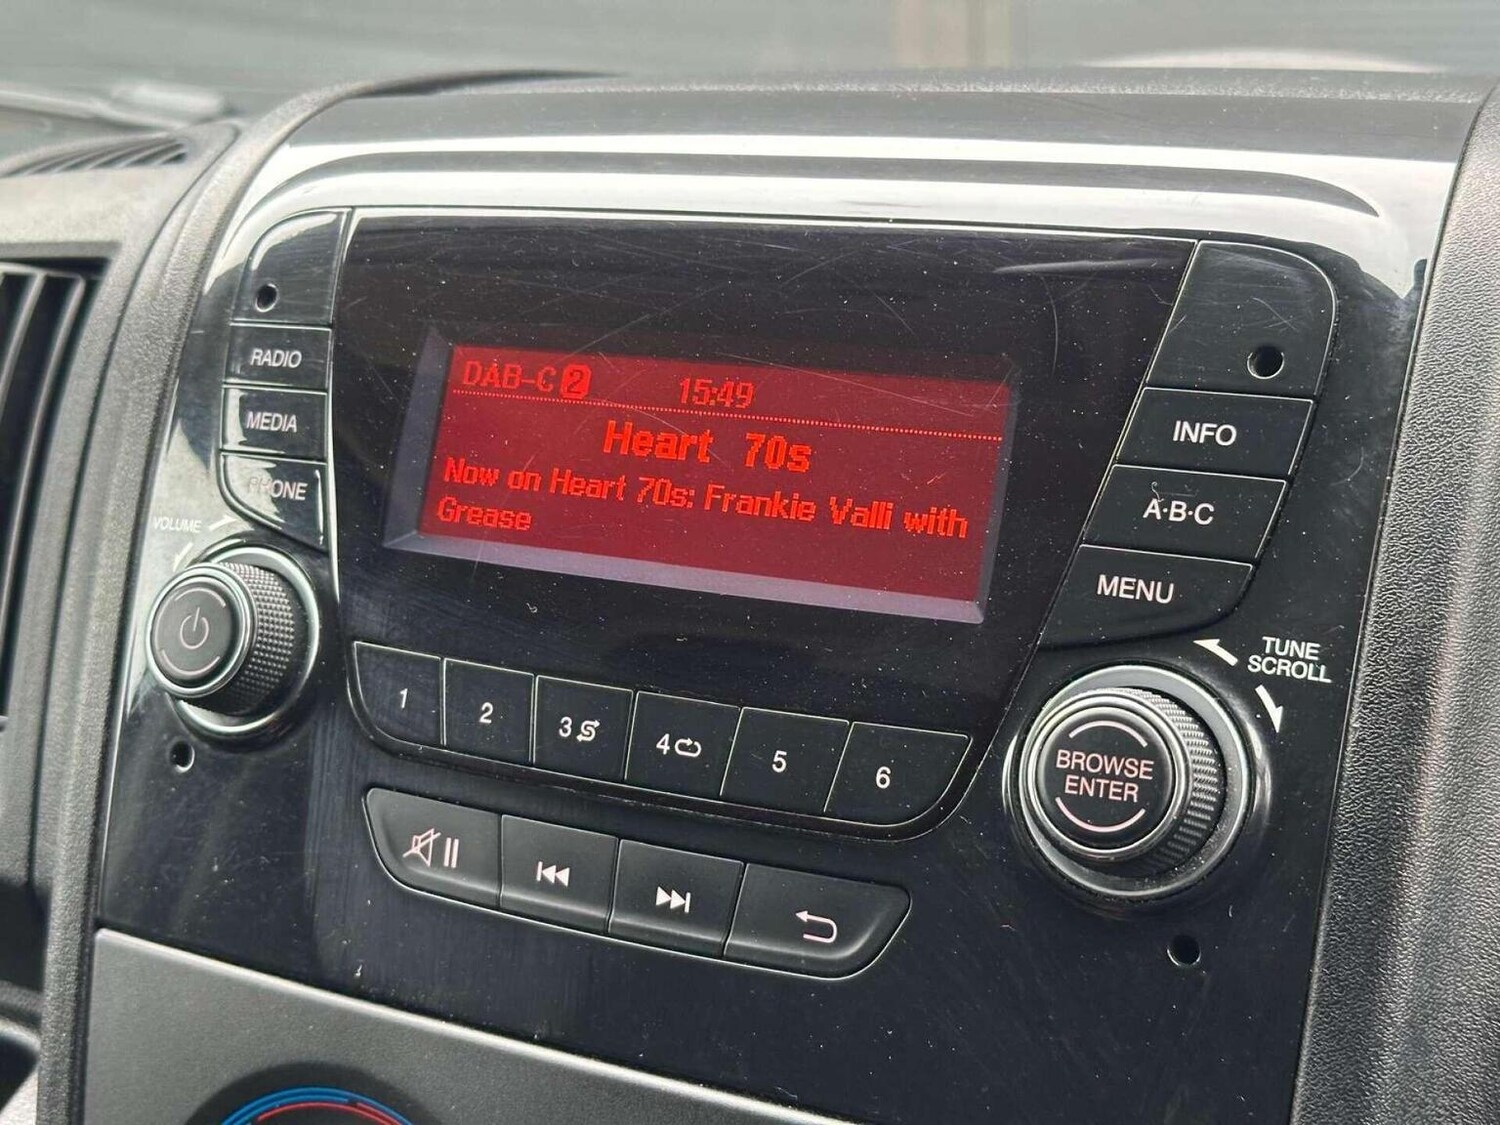 DAB-C 2 15:49
Heart 70s
Now on Heart 70s: Frankie Valli with
Grease
RADIO
MEDIA
PHONE
VOLUME
INFO
A·B·C
MENU
TUNE
SCROLL
BROWSE
ENTER
1 2 3 4 5 6